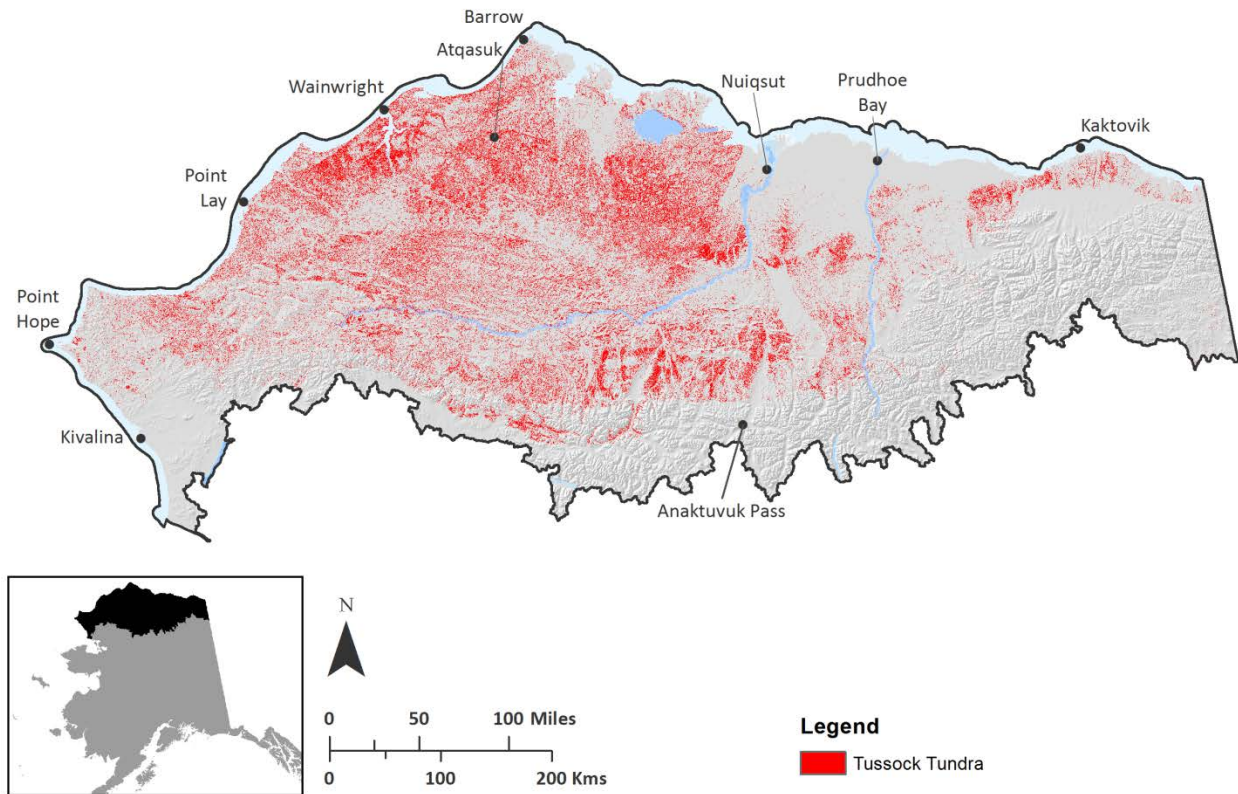 Barrow
Atqasuk
Wainwright
Nuiqsut
Prudhoe
Bay
Kaktovik
Point
Lay
Point
Hope
Kivalina
Anaktuvuk Pass
N
0 50 100 Miles
0 100 200 Kms
Legend
Tussock Tundra